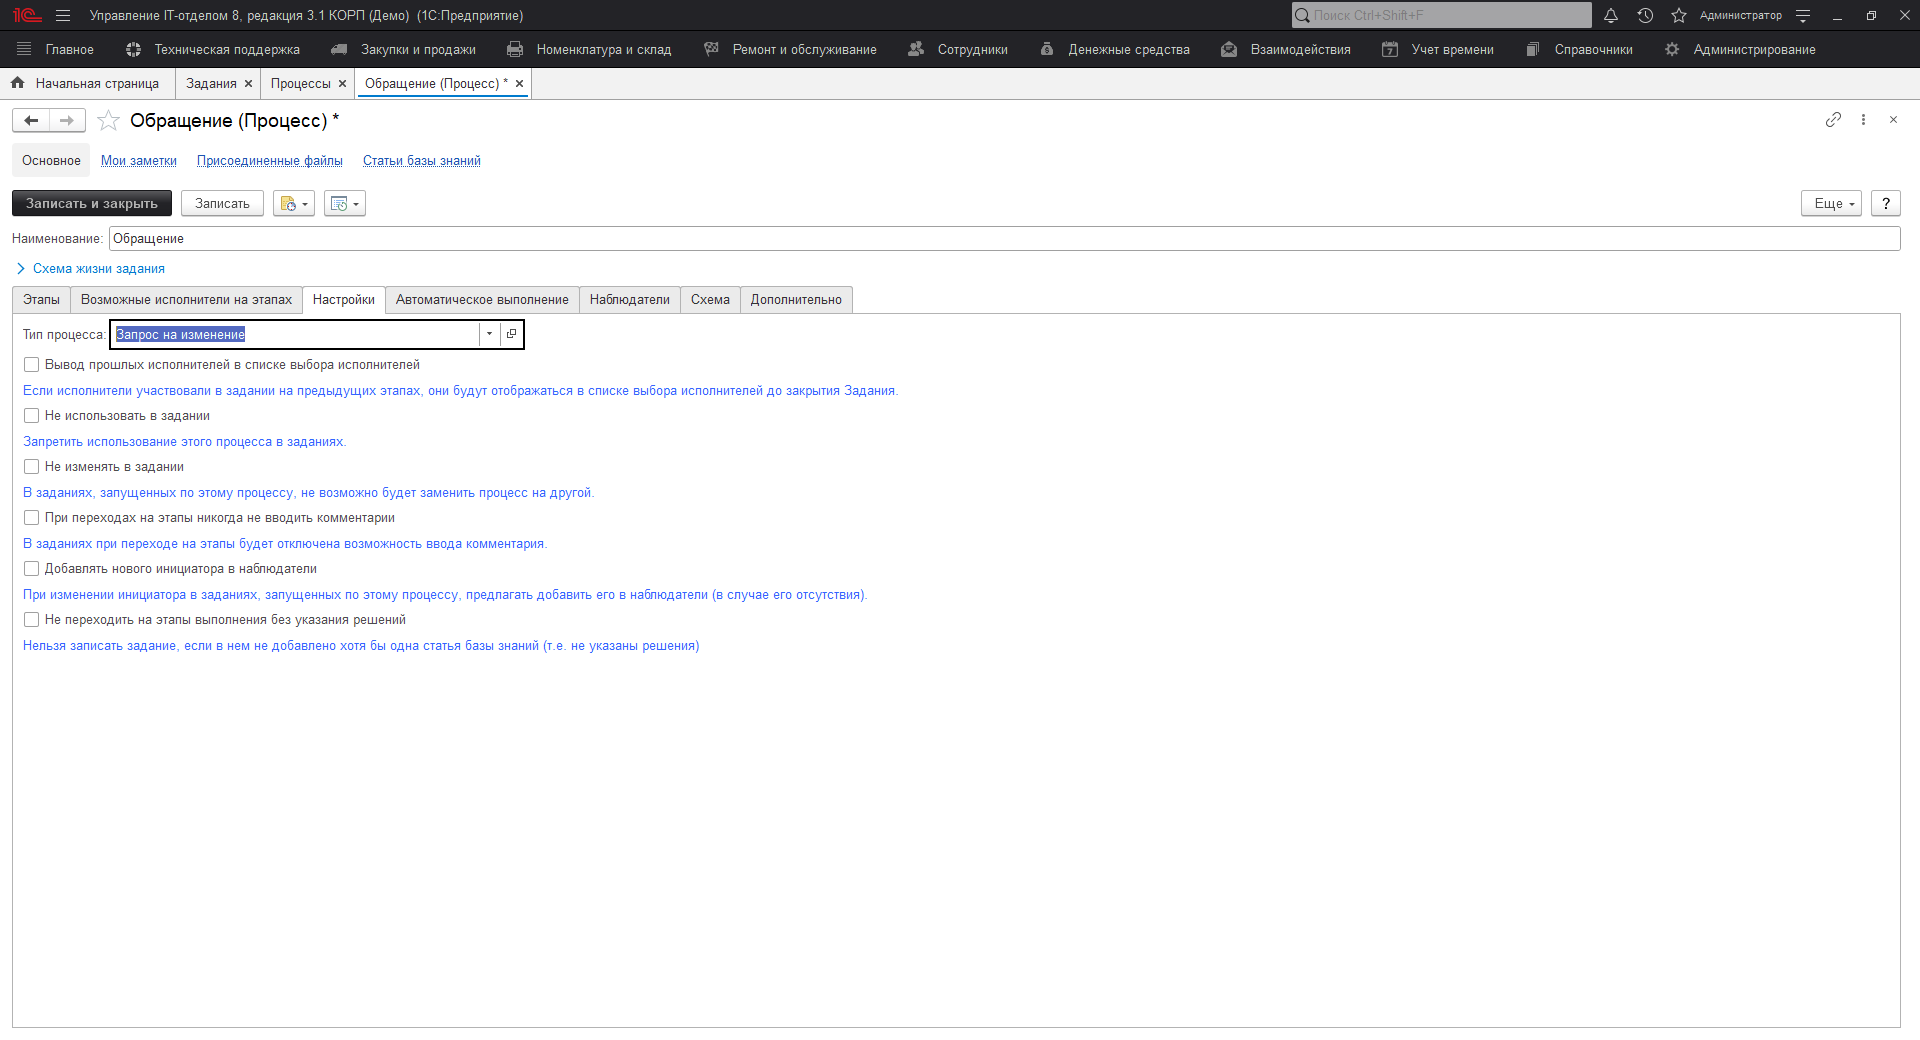 Управление IT-отделом 8, редакция 3.1 КОРП (Демо) (1С:Предприятие)
Поиск Ctrl+Shift+F
Администратор
Главное
Техническая поддержка
Закупки и продажи
Номенклатура и склад
Ремонт и обслуживание
Сотрудники
Денежные средства
Взаимодействия
Учет времени
Справочники
Администрирование
Начальная страница
Задания
Процессы
Обращение (Процесс) *
Обращение (Процесс) *
Основное
Мои заметки
Присоединенные файлы
Статьи базы знаний
Записать и закрыть
Записать
Еще
?
Наименование: Обращение
Схема жизни задания
Этапы
Возможные исполнители на этапах
Настройки
Автоматическое выполнение
Наблюдатели
Схема
Дополнительно
Тип процесса: Запрос на изменение
Вывод прошлых исполнителей в списке выбора исполнителей
Если исполнители участвовали в задании на предыдущих этапах, они будут отображаться в списке выбора исполнителей до закрытия Задания.
Не использовать в задании
Запретить использование этого процесса в заданиях.
Не изменять в задании
В заданиях, запущенных по этому процессу, не возможно будет заменить процесс на другой.
При переходах на этапы никогда не вводить комментарии
В заданиях при переходе на этапы будет отключена возможность ввода комментария.
Добавлять нового инициатора в наблюдатели
При изменении инициатора в заданиях, запущенных по этому процессу, предлагать добавить его в наблюдатели (в случае его отсутствия).
Не переходить на этапы выполнения без указания решений
Нельзя записать задание, если в нем не добавлено хотя бы одна статья базы знаний (т.е. не указаны решения)